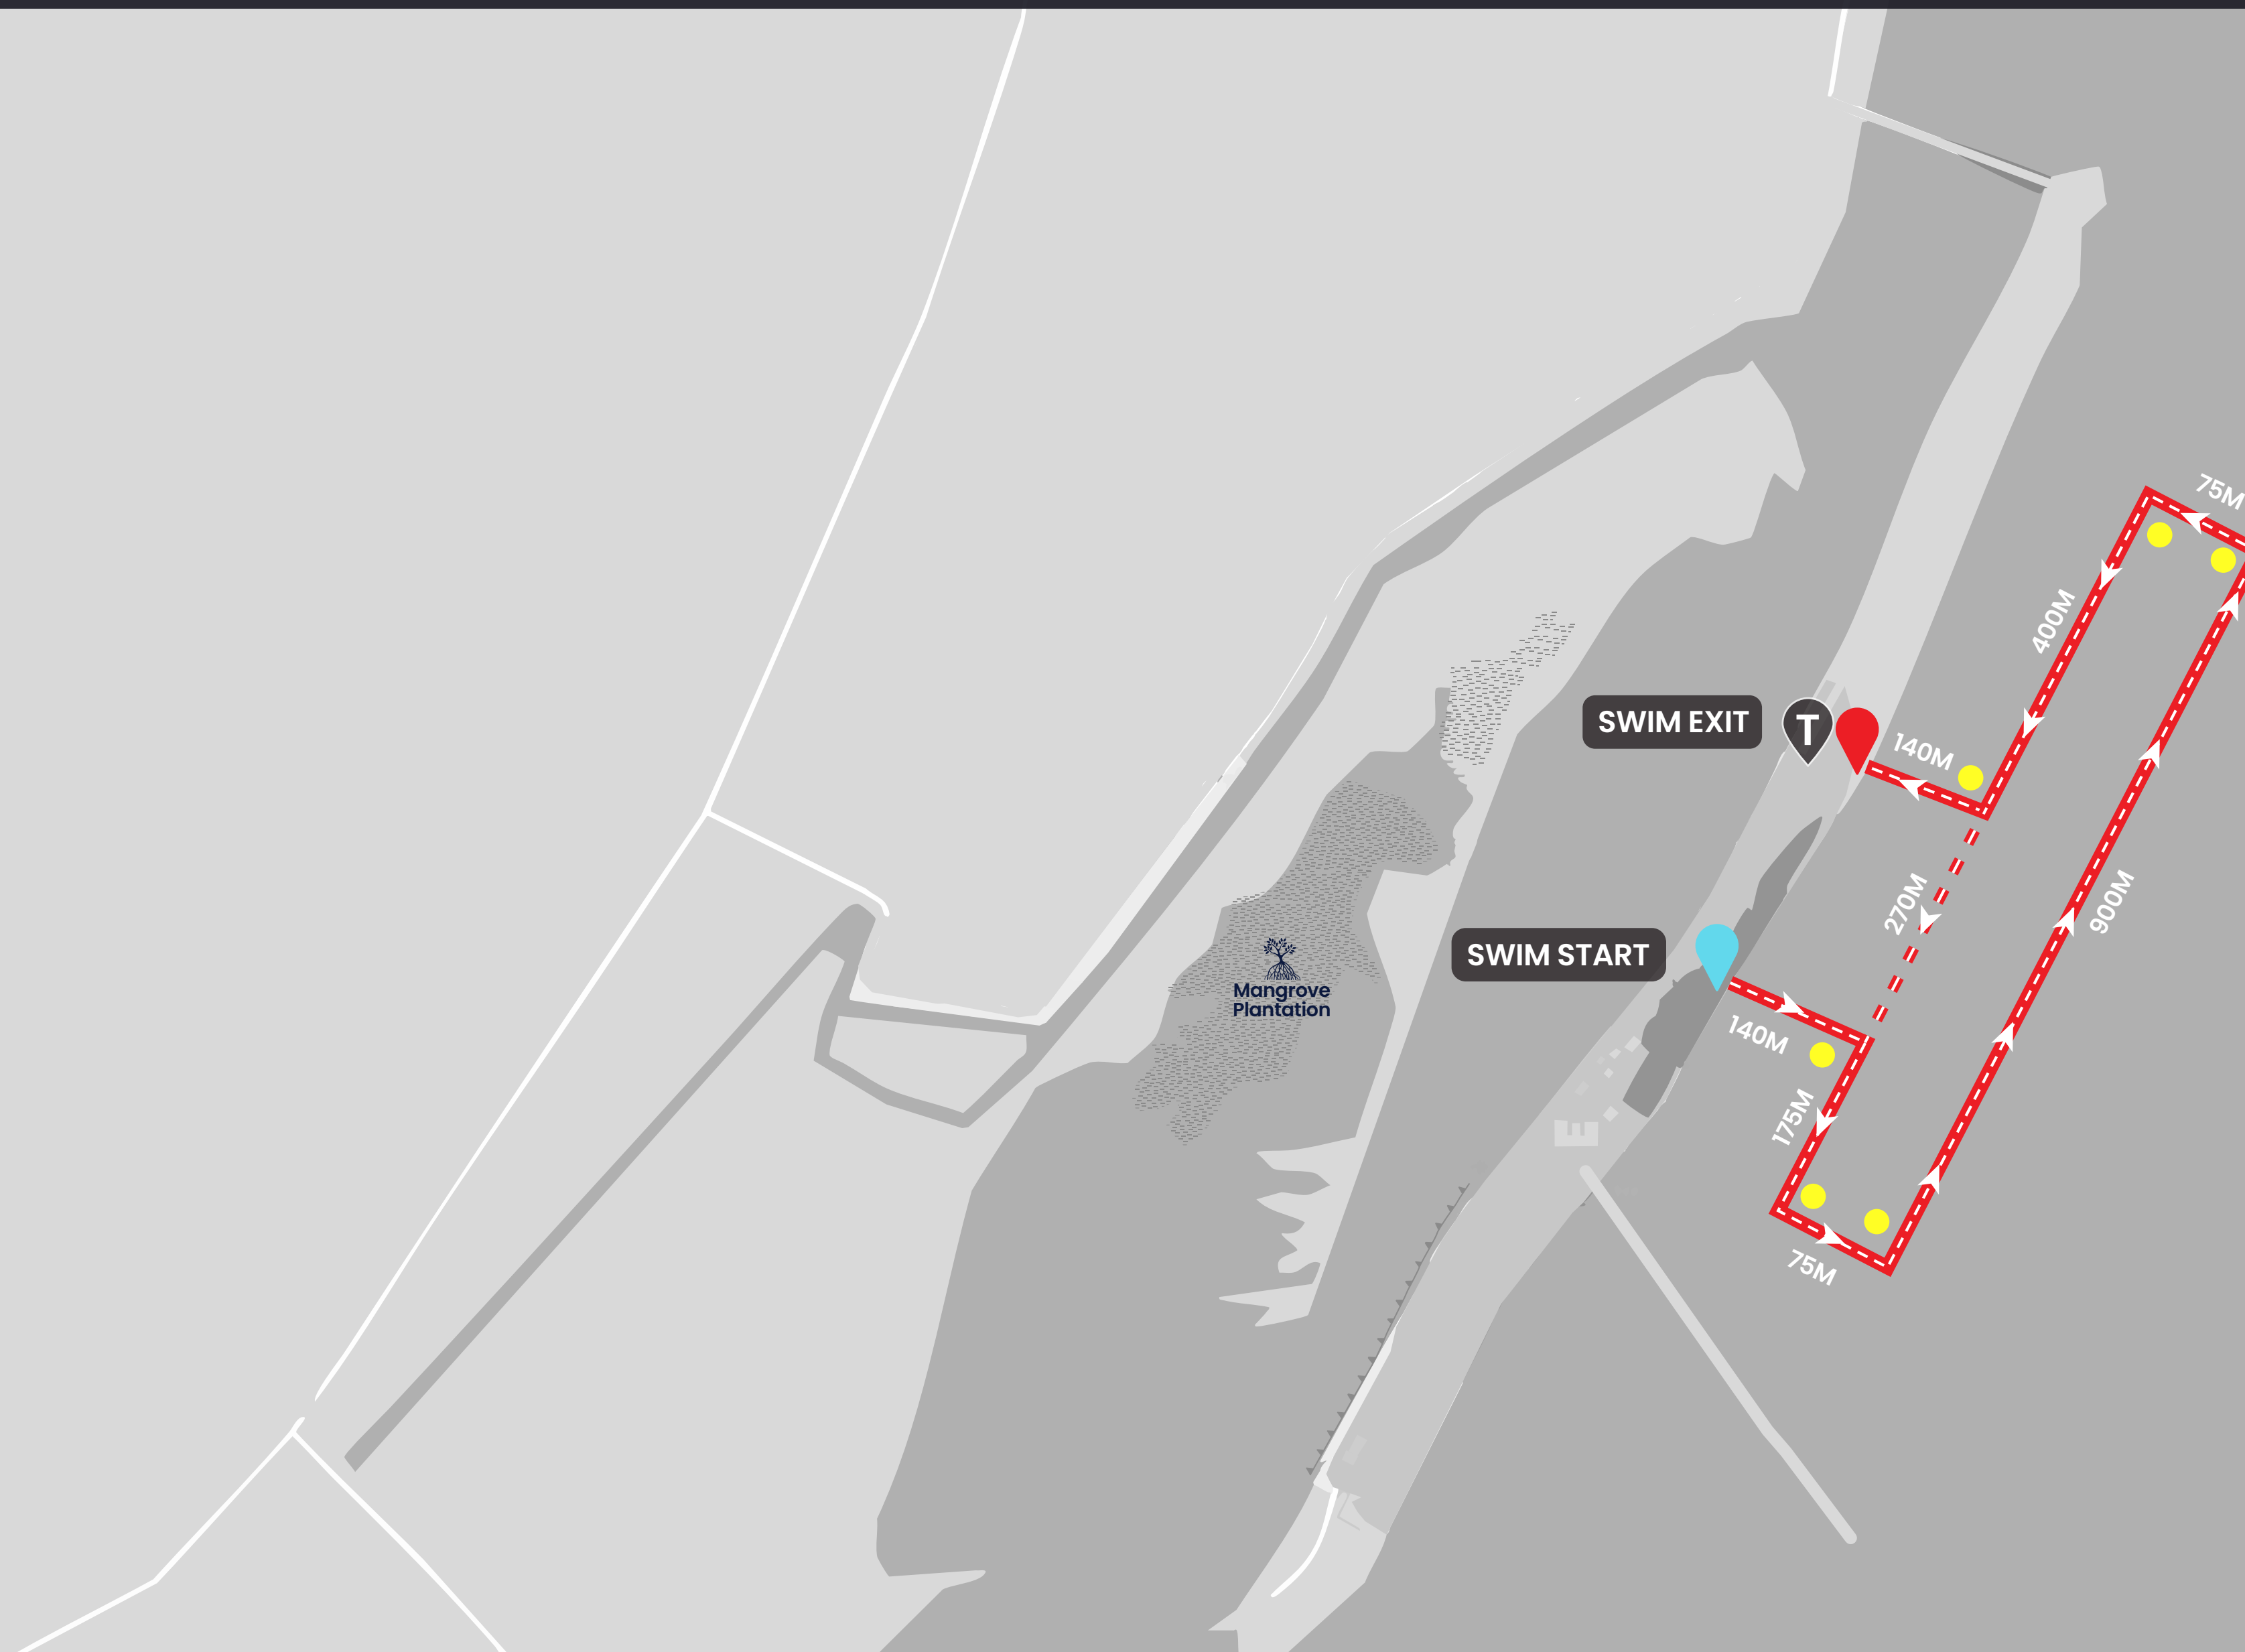 75M
400M
SWIM EXIT
T
140M
270M
900M
SWIM START
Mangrove
Plantation
140M
175M
E
75M